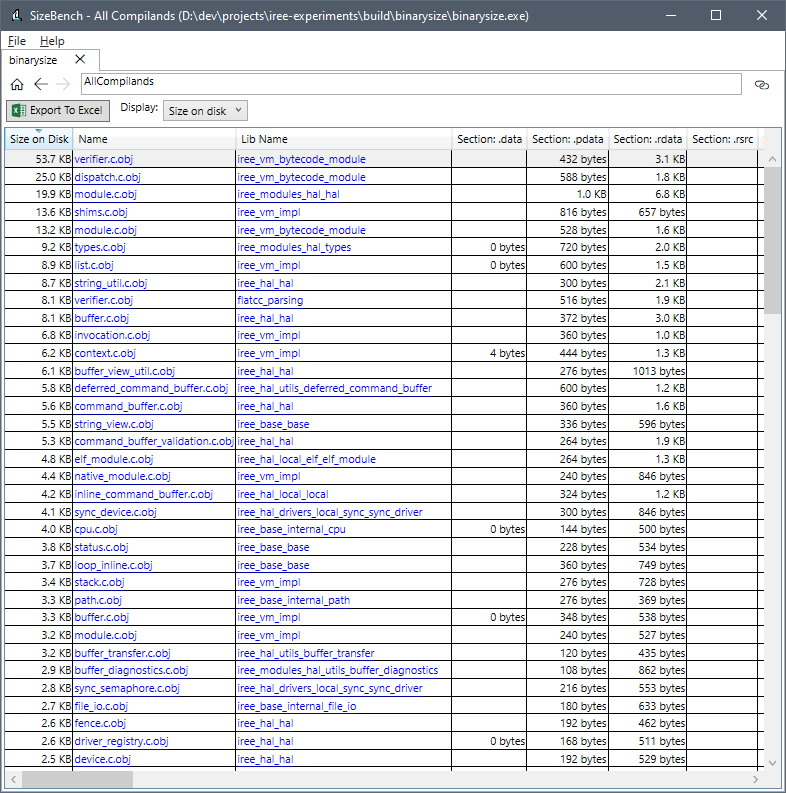 SizeBench - All Compilands (D:\dev\projects\iree-experiments\build\binarysize\binarysize.exe)
File Help
binarysize
AllCompilands
Export To Excel Display: Size on disk
Size on Disk Name Lib Name Section: .data Section: .pdata Section: .rdata Section: .rsrc
53.7 KB verifier.c.obj iree_vm_bytecode_module 432 bytes 3.1 KB
25.0 KB dispatch.c.obj iree_vm_bytecode_module 588 bytes 1.8 KB
19.9 KB module.c.obj iree_modules_hal_hal 1.0 KB 6.8 KB
13.6 KB shims.c.obj iree_vm_impl 816 bytes 657 bytes
13.2 KB module.c.obj iree_vm_bytecode_module 528 bytes 1.6 KB
9.2 KB types.c.obj iree_modules_hal_types 0 bytes 720 bytes 2.0 KB
8.9 KB list.c.obj iree_vm_impl 0 bytes 600 bytes 1.5 KB
8.7 KB string_util.c.obj iree_hal_hal 300 bytes 2.1 KB
8.1 KB verifier.c.obj flatcc_parsing 516 bytes 1.9 KB
8.1 KB buffer.c.obj iree_hal_hal 372 bytes 3.0 KB
6.8 KB invocation.c.obj iree_vm_impl 360 bytes 1.0 KB
6.2 KB context.c.obj iree_vm_impl 4 bytes 444 bytes 1.3 KB
6.1 KB buffer_view_util.c.obj iree_hal_hal 276 bytes 1013 bytes
5.8 KB deferred_command_buffer.c.obj iree_hal_utils_deferred_command_buffer 600 bytes 1.2 KB
5.6 KB command_buffer.c.obj iree_hal_hal 360 bytes 1.6 KB
5.5 KB string_view.c.obj iree_base_base 336 bytes 596 bytes
5.3 KB command_buffer_validation.c.obj iree_hal_hal 264 bytes 1.9 KB
4.8 KB elf_module.c.obj iree_hal_local_elf_elf_module 264 bytes 1.3 KB
4.4 KB native_module.c.obj iree_vm_impl 240 bytes 846 bytes
4.2 KB inline_command_buffer.c.obj iree_hal_local_local 324 bytes 1.2 KB
4.1 KB sync_device.c.obj iree_hal_drivers_local_sync_sync_driver 300 bytes 846 bytes
4.0 KB cpu.c.obj iree_base_internal_cpu 0 bytes 144 bytes 500 bytes
3.8 KB status.c.obj iree_base_base 228 bytes 534 bytes
3.7 KB loop_inline.c.obj iree_base_base 360 bytes 749 bytes
3.4 KB stack.c.obj iree_vm_impl 276 bytes 728 bytes
3.3 KB path.c.obj iree_base_internal_path 276 bytes 369 bytes
3.3 KB buffer.c.obj iree_vm_impl 0 bytes 348 bytes 538 bytes
3.2 KB module.c.obj iree_vm_impl 240 bytes 527 bytes
3.2 KB buffer_transfer.c.obj iree_hal_utils_buffer_transfer 120 bytes 435 bytes
2.9 KB buffer_diagnostics.c.obj iree_modules_hal_utils_buffer_diagnostics 108 bytes 862 bytes
2.8 KB sync_semaphore.c.obj iree_hal_drivers_local_sync_sync_driver 216 bytes 553 bytes
2.7 KB file_io.c.obj iree_base_internal_file_io 180 bytes 633 bytes
2.6 KB fence.c.obj iree_hal_hal 192 bytes 462 bytes
2.6 KB driver_registry.c.obj iree_hal_hal 0 bytes 168 bytes 511 bytes
2.5 KB device.c.obj iree_hal_hal 192 bytes 529 bytes